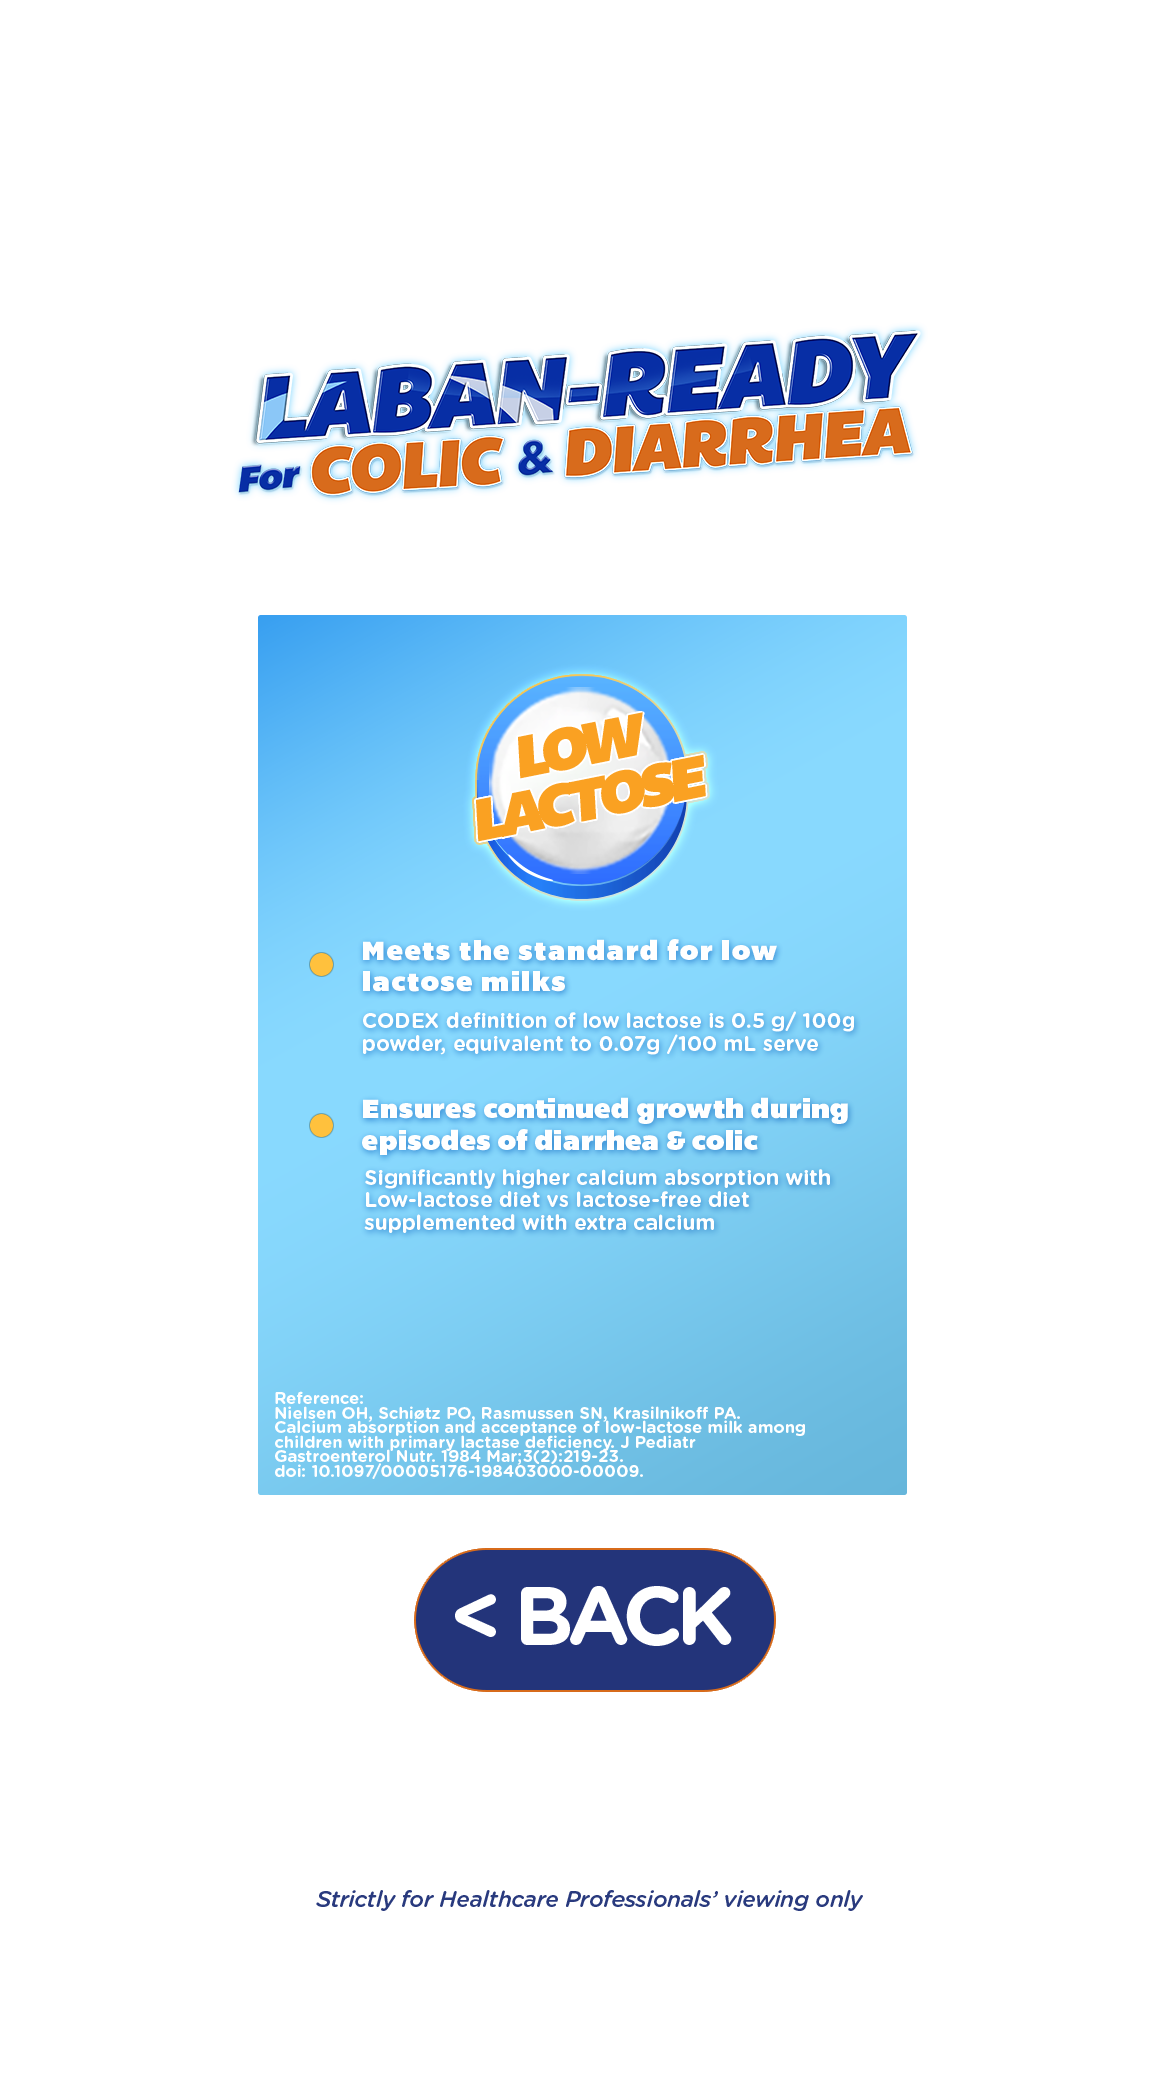 LABAN-READY
For COLIC & DIARRHEA
LOW
LACTOSE
Meets the standard for low
lactose milks
CODEX definition of low lactose is 0.5 g/ 100g
powder, equivalent to 0.07g /100 mL serve
Ensures continued growth during
episodes of diarrhea & colic
Significantly higher calcium absorption with
Low-lactose diet vs lactose-free diet
supplemented with extra calcium
Reference:
Nielsen OH, Schiøtz PO, Rasmussen SN, Krasilnikoff PA.
Calcium absorption and acceptance of low-lactose milk among
children with primary lactase deficiency. J Pediatr
Gastroenterol Nutr. 1984 Mar;3(2):219-23.
doi: 10.1097/00005176-198403000-00009.
< BACK
Strictly for Healthcare Professionals’ viewing only